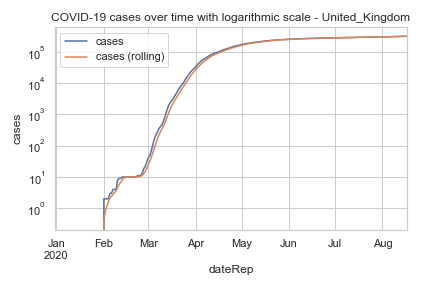 COVID-19 cases over time with logarithmic scale - United_Kingdom
cases
cases (rolling)
10^5
10^4
10^3
10^2
10^1
10^0
cases
Jan Feb Mar Apr May Jun Jul Aug
2020
dateRep